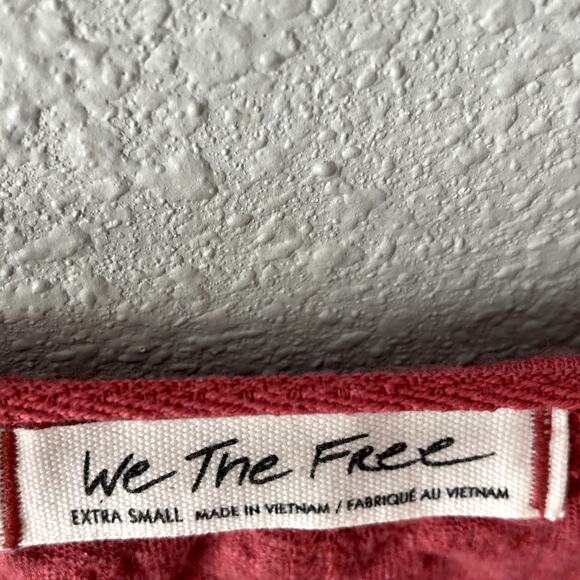 We The Free
EXTRA SMALL MADE IN VIETNAM / FABRIQUÉ AU VIETNAM